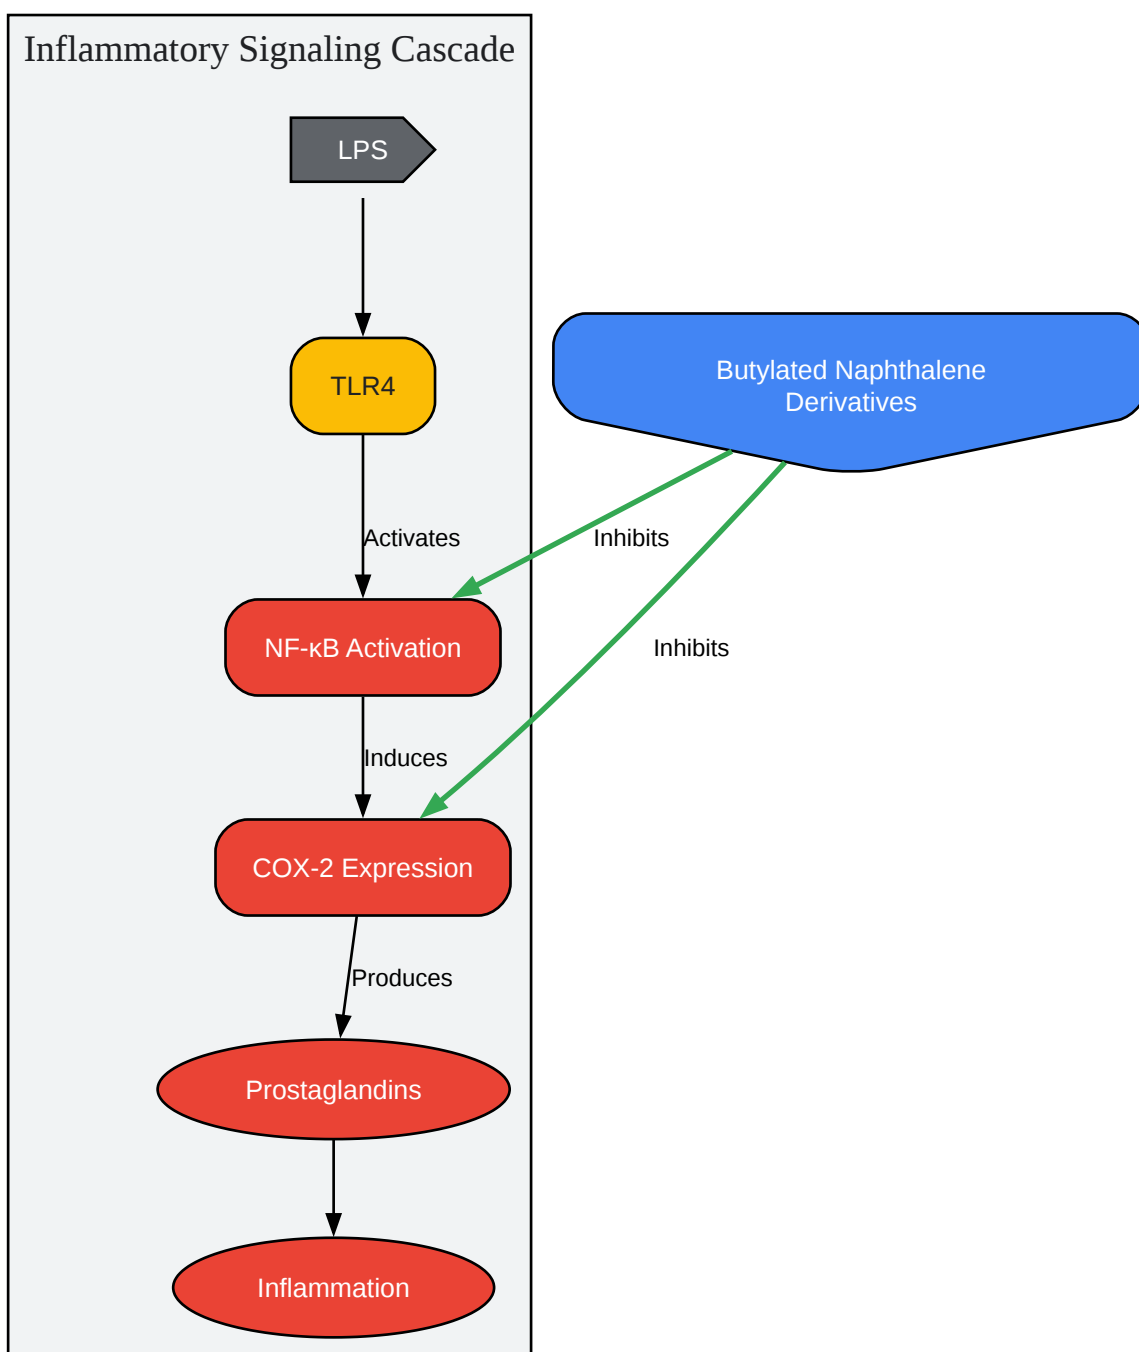 Inflammatory Signaling Cascade
LPS
TLR4
Butylated Naphthalene
Derivatives
Activates
Inhibits
NF-κB Activation
Inhibits
Induces
COX-2 Expression
Produces
Prostaglandins
Inflammation